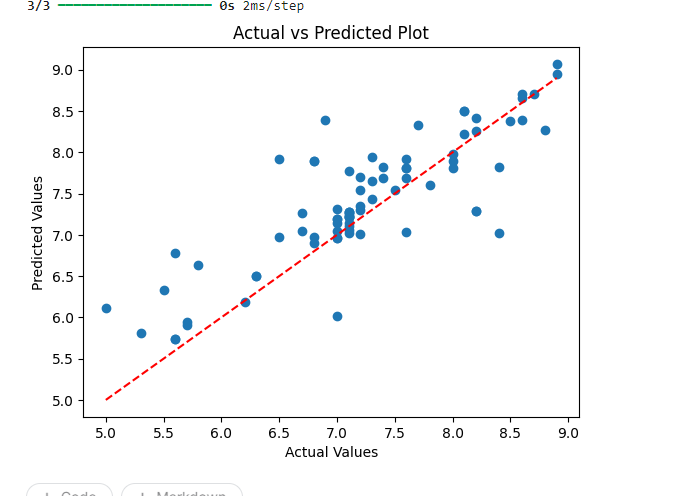 3/3 0s 2ms/step
Actual vs Predicted Plot
9.0
8.5
8.0
7.5
7.0
6.5
6.0
5.5
5.0
Predicted Values
5.0 5.5 6.0 6.5 7.0 7.5 8.0 8.5 9.0
Actual Values
+ Code + Markdown